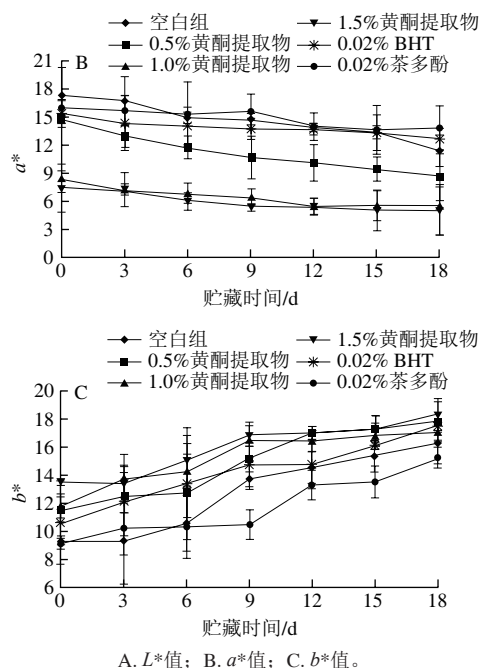 空白组 1.5%黄酮提取物
0.5%黄酮提取物 0.02% BHT
1.0%黄酮提取物 0.02%茶多酚
B
a*
21
18
15
12
9
6
3
0
0 3 6 9 12 15 18
贮藏时间/d
空白组 1.5%黄酮提取物
0.5%黄酮提取物 0.02% BHT
1.0%黄酮提取物 0.02%茶多酚
C
b*
20
18
16
14
12
10
8
6
0 3 6 9 12 15 18
贮藏时间/d
A. L*值；B. a*值；C. b*值。